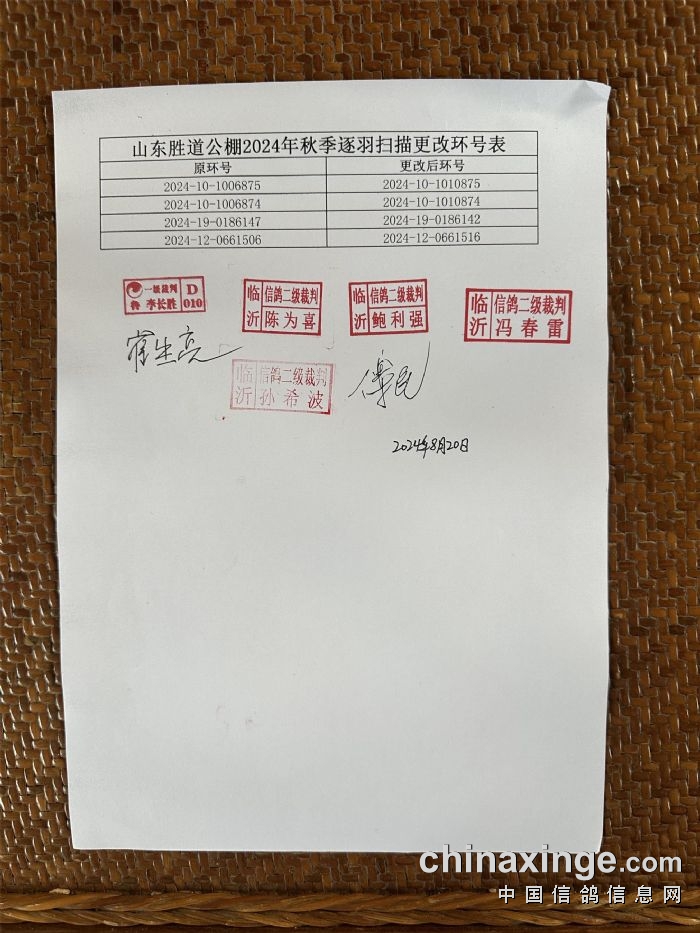 山东胜道公棚2024年秋季逐羽扫描更改环号表
原环号 更改后环号
2024-10-1006875 2024-10-1010875
2024-10-1006874 2024-10-1010874
2024-19-0186147 2024-19-0186142
2024-12-0661506 2024-12-0661516
一级裁判 D
鲁 李长胜 010
临沂 信鸽二级裁判 陈为喜
临沂 信鸽二级裁判 鲍利强
临沂 信鸽二级裁判 冯春雷
临沂 信鸽二级裁判 孙希波
2024年8月20日
chinaxinge.com
中国信鸽信息网